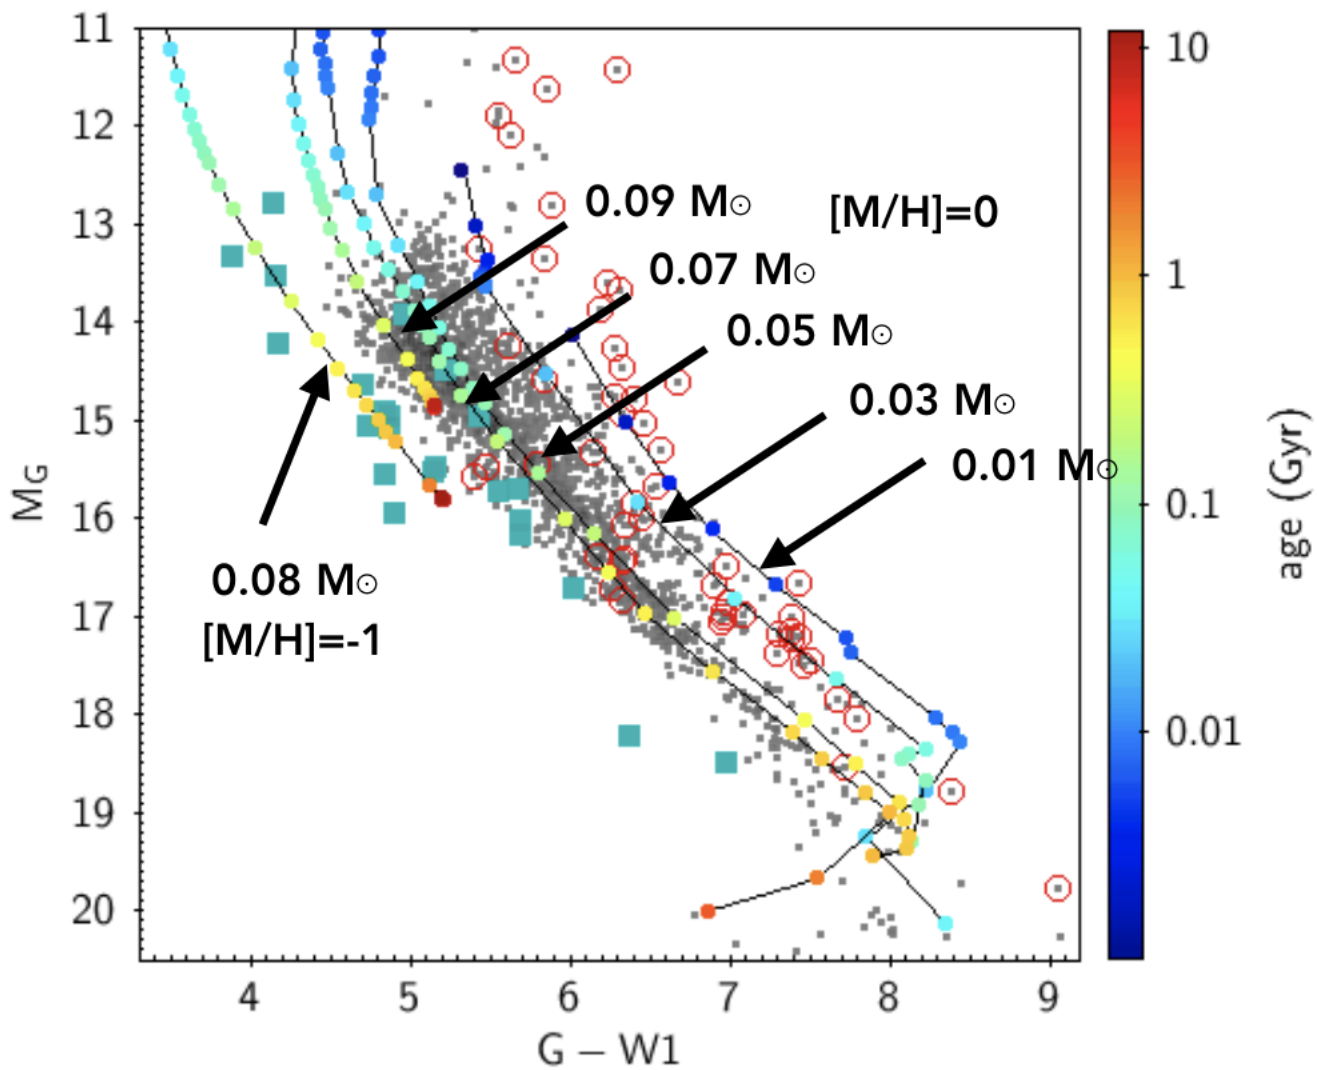 11
12
13
14
15
16
17
18
19
20
M_G
4
5
6
7
8
9
G − W1
0.09 M☉
[M/H]=0
0.07 M☉
0.05 M☉
0.03 M☉
0.01 M☉
0.08 M☉
[M/H]=-1
10
1
0.1
0.01
age (Gyr)